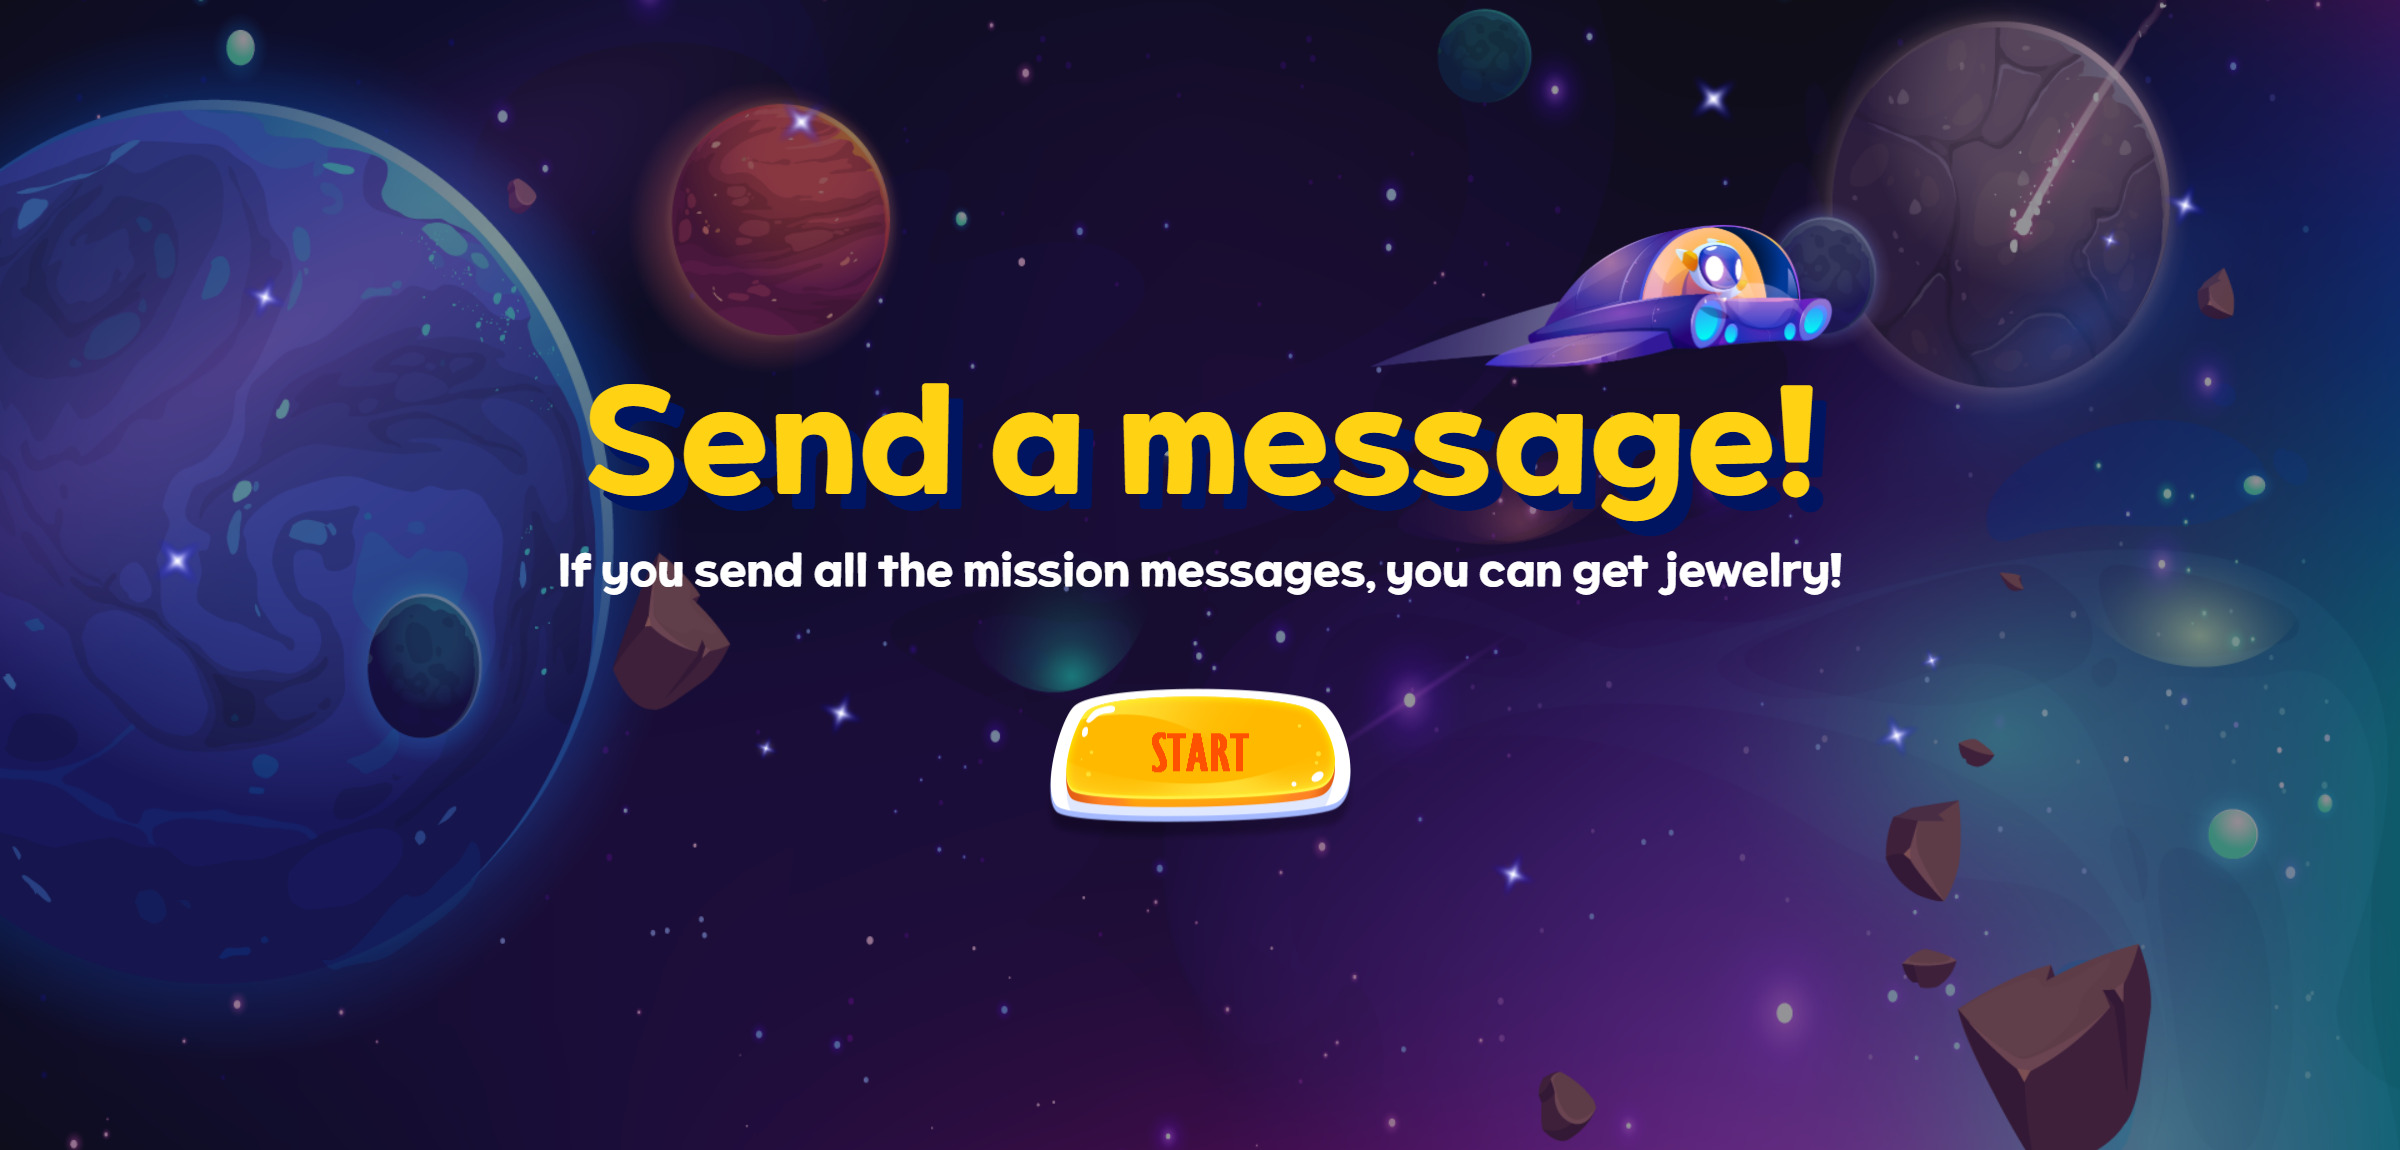 Send a message!
If you send all the mission messages, you can get jewelry!
START